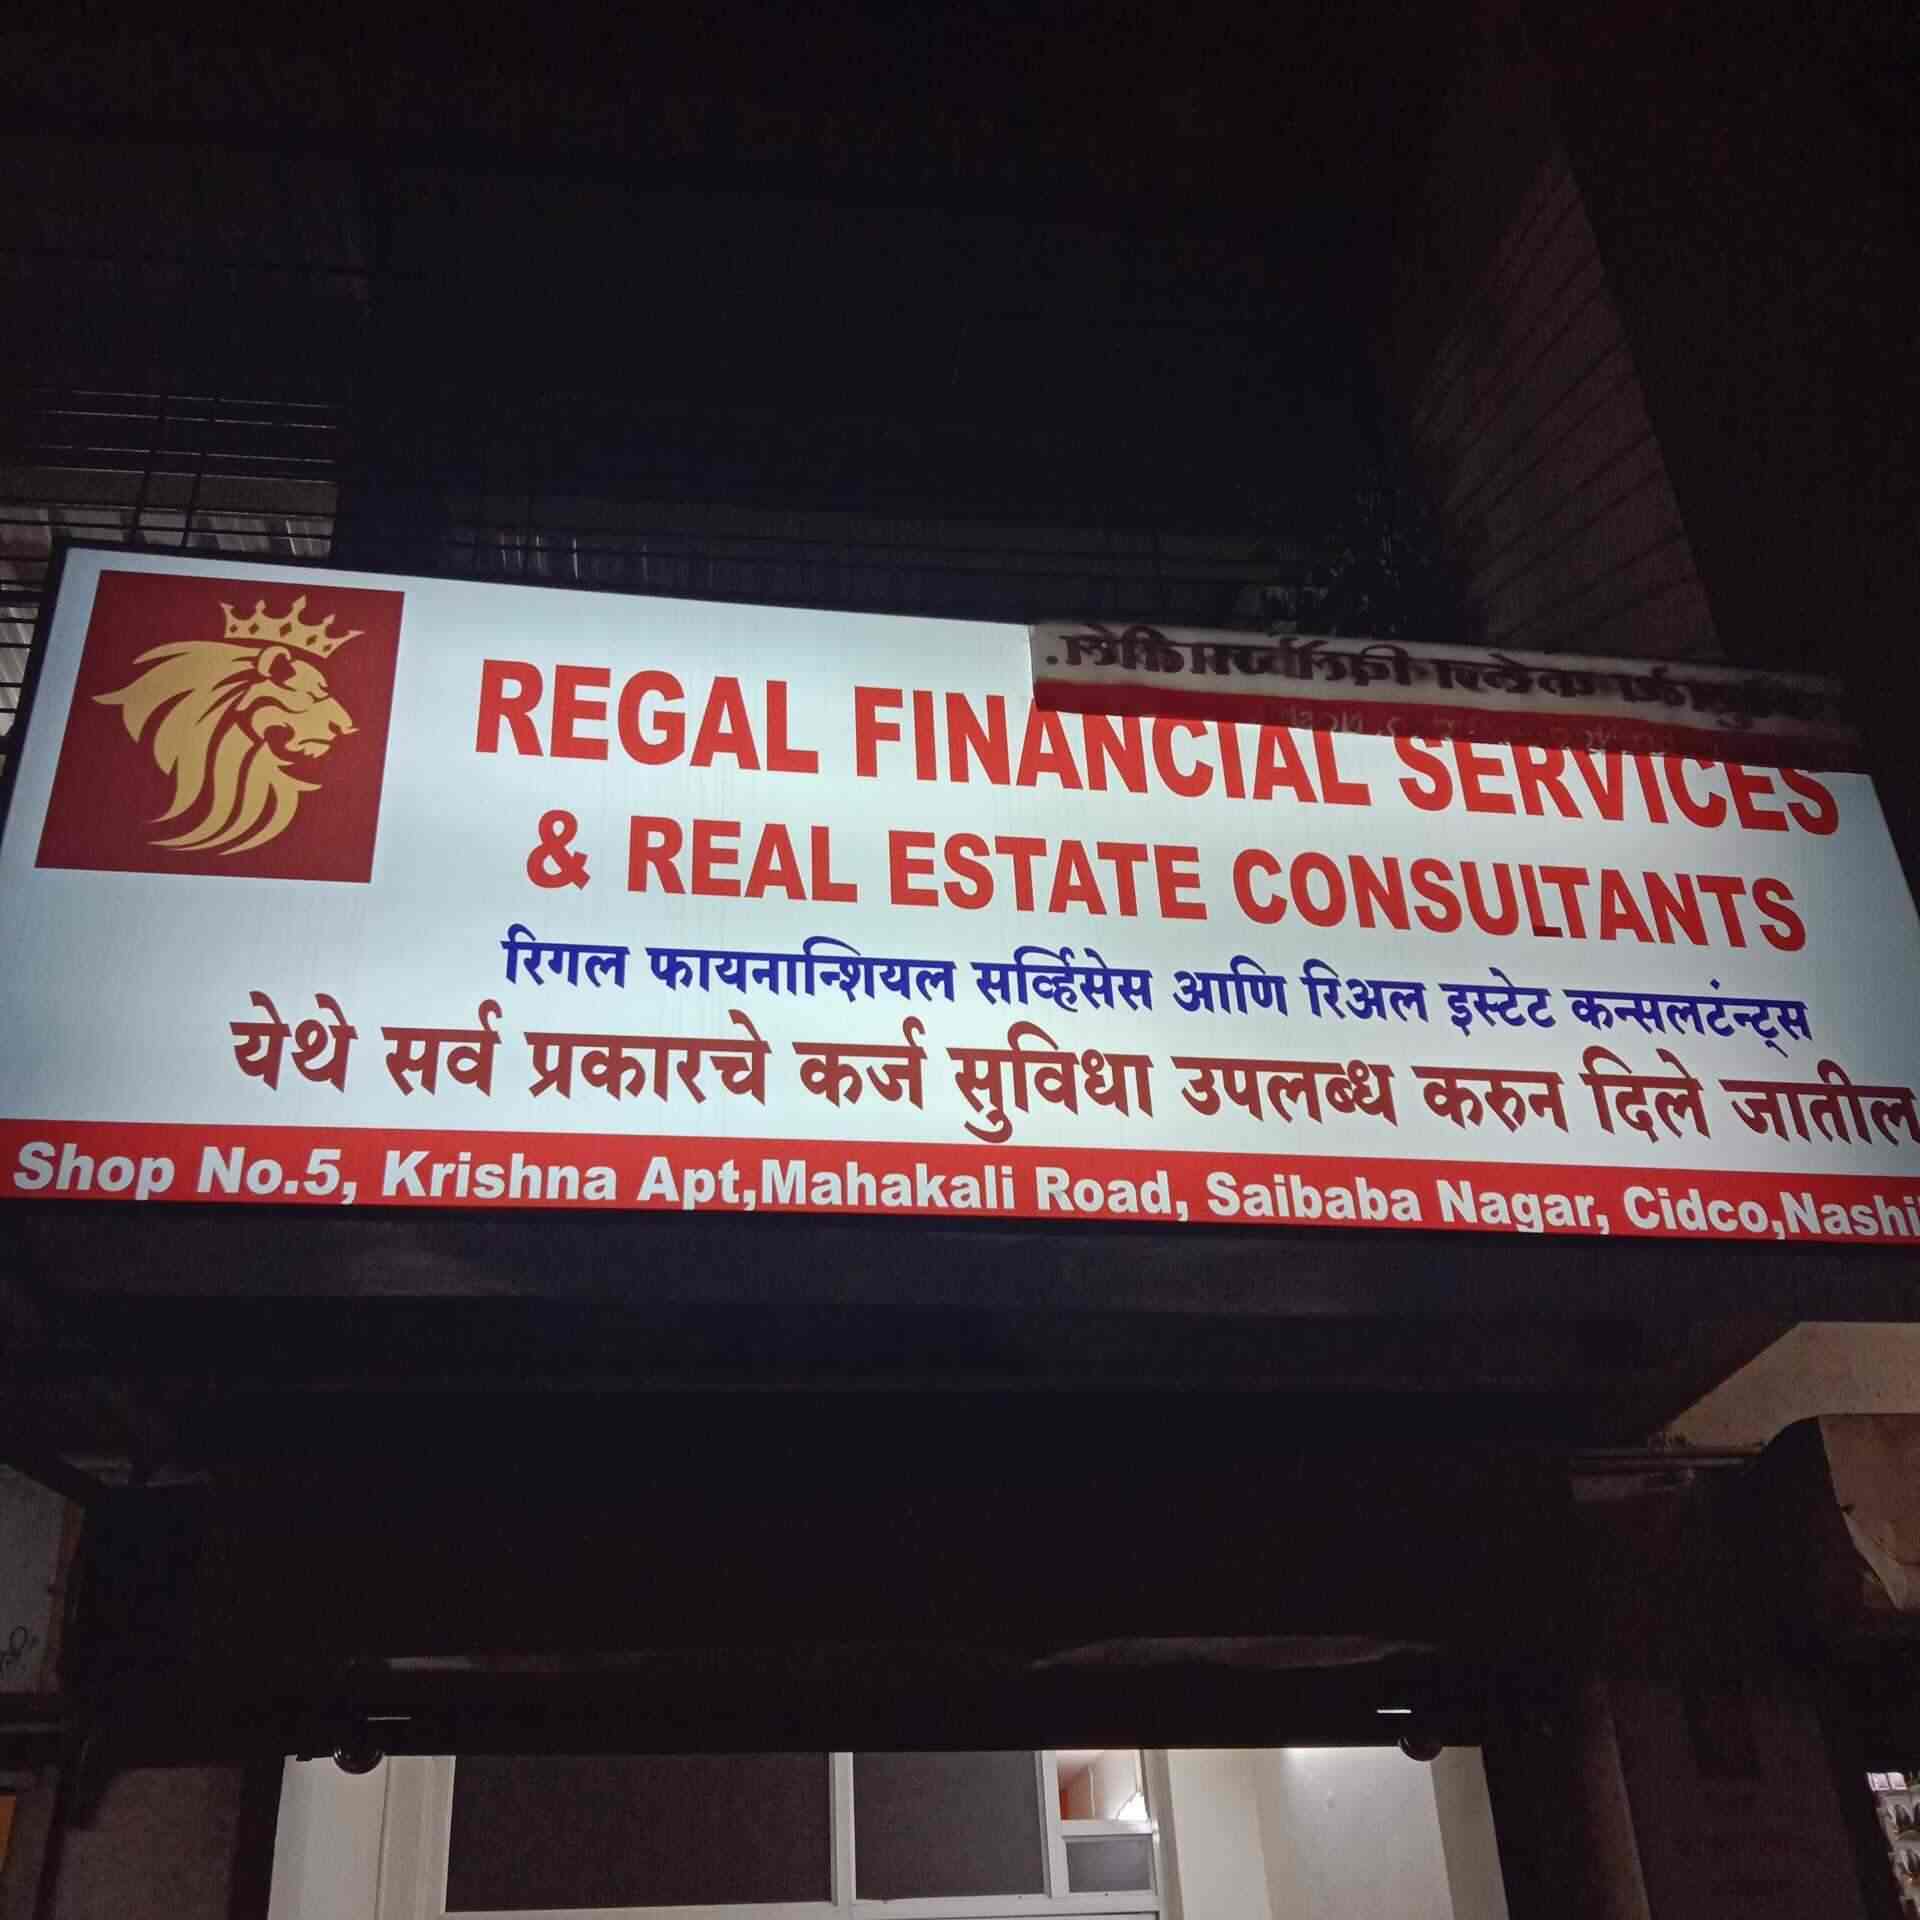 REGAL FINANCIAL SERVICES
& REAL ESTATE CONSULTANTS
रिगल फायनान्शियल सर्व्हिसेस आणि रिअल इस्टेट कन्सलटंन्ट्स
येथे सर्व प्रकारचे कर्ज सुविधा उपलब्ध करुन दिले जातील
Shop No.5, Krishna Apt,Mahakali Road, Saibaba Nagar, Cidco,Nashi